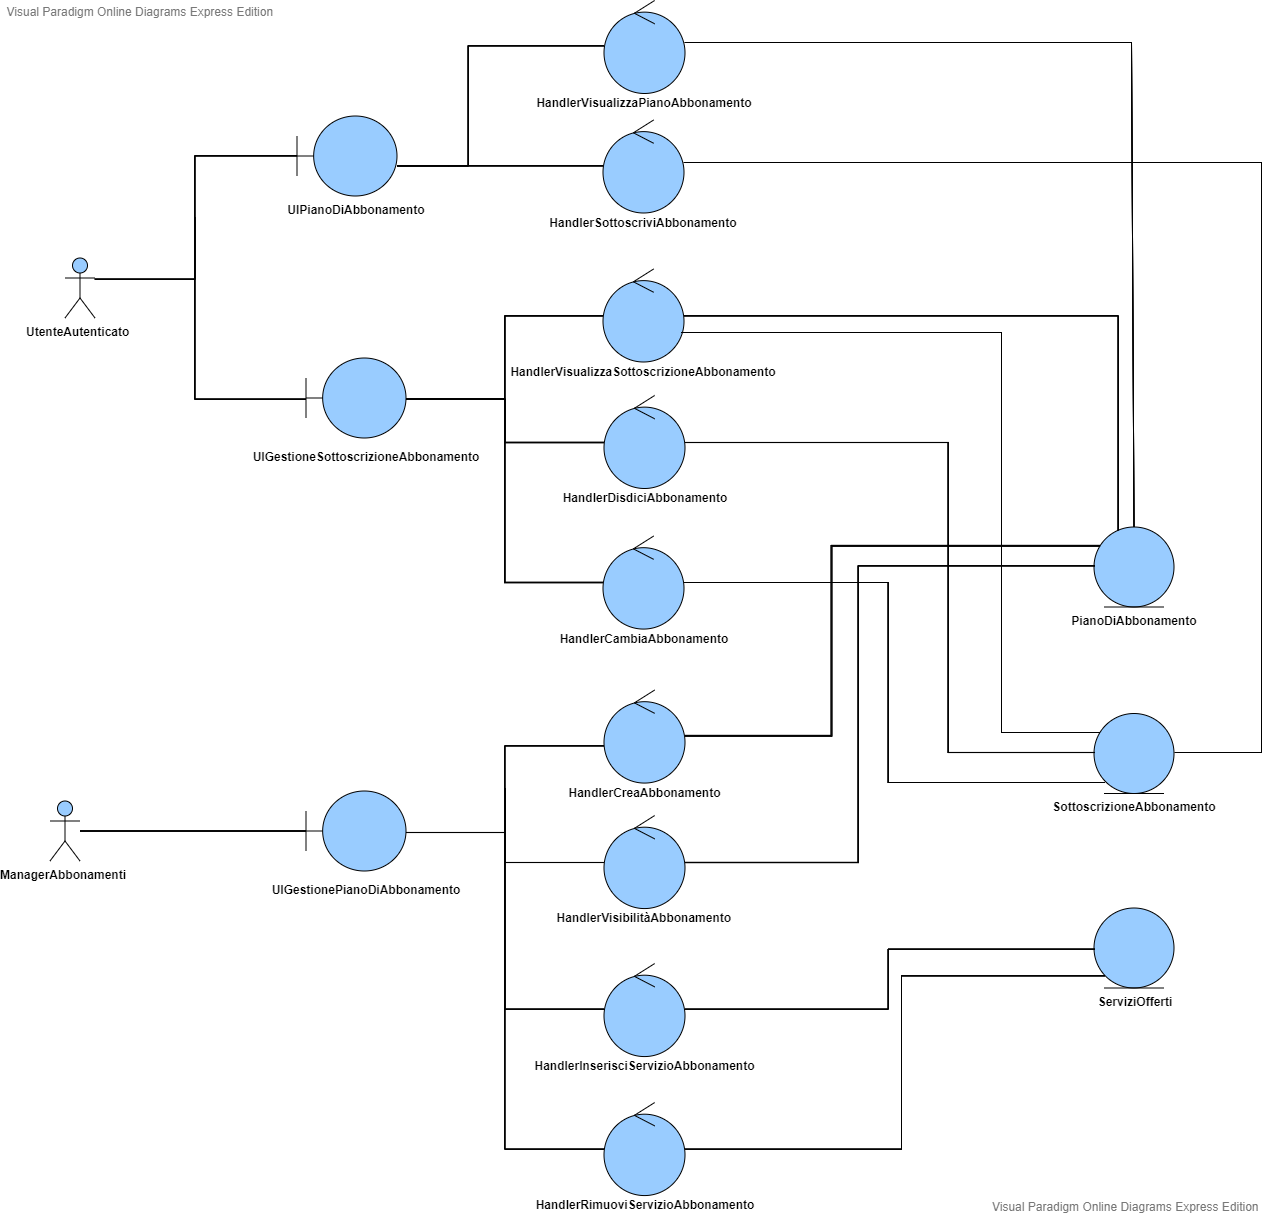 Visual Paradigm Online Diagrams Express Edition
HandlerVisualizzaPianoAbbonamento
UIPianoDiAbbonamento
HandlerSottoscriviAbbonamento
UtenteAutenticato
HandlerVisualizzaSottoscrizioneAbbonamento
UIGestioneSottoscrizioneAbbonamento
HandlerDisdiciAbbonamento
PianoDiAbbonamento
HandlerCambiaAbbonamento
HandlerCreaAbbonamento
SottoscrizioneAbbonamento
ManagerAbbonamenti
UIGestionePianoDiAbbonamento
HandlerVisibilitàAbbonamento
ServiziOfferti
HandlerInserisciServizioAbbonamento
HandlerRimuoviServizioAbbonamento
Visual Paradigm Online Diagrams Express Edition